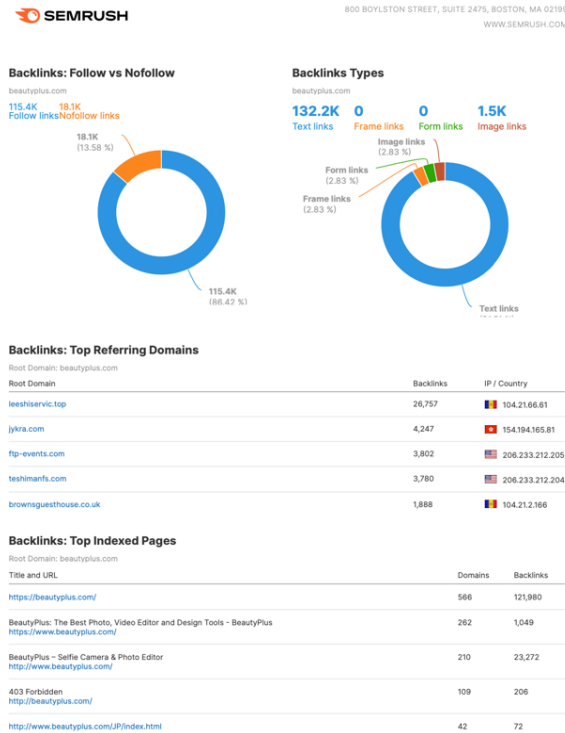 SEMRUSH
800 BOYLSTON STREET, SUITE 2475, BOSTON, MA 02199
WWW.SEMRUSH.COM
Backlinks: Follow vs Nofollow
beautyplus.com
115.4K 18.1K
Follow links Nofollow links
18.1K
(13.58 %)
115.4K
(86.42 %)
Backlinks Types
beautyplus.com
132.2K 0 0 1.5K
Text links Frame links Form links Image links
Image links
(2.83 %)
Form links
(2.83 %)
Frame links
(2.83 %)
Text links
Backlinks: Top Referring Domains
Root Domain: beautyplus.com
Root Domain Backlinks IP / Country
leeshiservic.top 26,757 104.21.66.61
jykra.com 4,247 154.194.165.81
ftp-events.com 3,802 206.233.212.205
teshimanfs.com 3,780 206.233.212.204
brownsguesthouse.co.uk 1,888 104.21.2.166
Backlinks: Top Indexed Pages
Root Domain: beautyplus.com
Title and URL Domains Backlinks
https://beautyplus.com/ 566 121,980
BeautyPlus: The Best Photo, Video Editor and Design Tools - BeautyPlus 262 1,049
https://www.beautyplus.com/
BeautyPlus – Selfie Camera & Photo Editor 210 23,272
http://www.beautyplus.com/
403 Forbidden 109 206
http://beautyplus.com/
http://www.beautyplus.com/JP/index.html 42 72